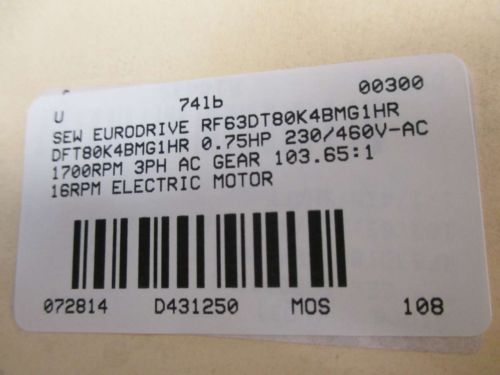 U 74lb 00300
SEW EURODRIVE RF63DT80K4BMG1HR
DFT80K4BMG1HR 0.75HP 230/460V-AC
1700RPM 3PH AC GEAR 103.65:1
16RPM ELECTRIC MOTOR
072814 D431250 MOS 108